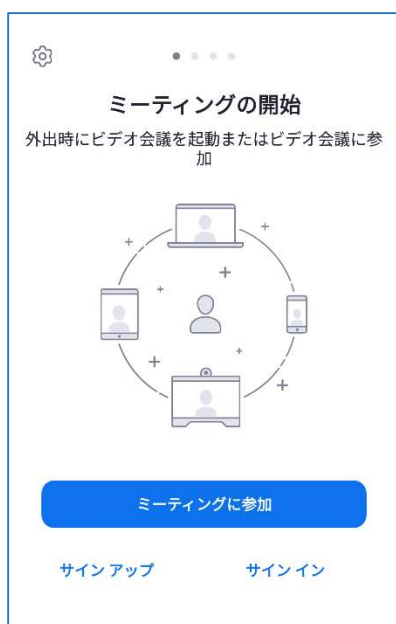 ミーティングの開始
外出時にビデオ会議を起動またはビデオ会議に参
加
ミーティングに参加
サイン アップ
サイン イン